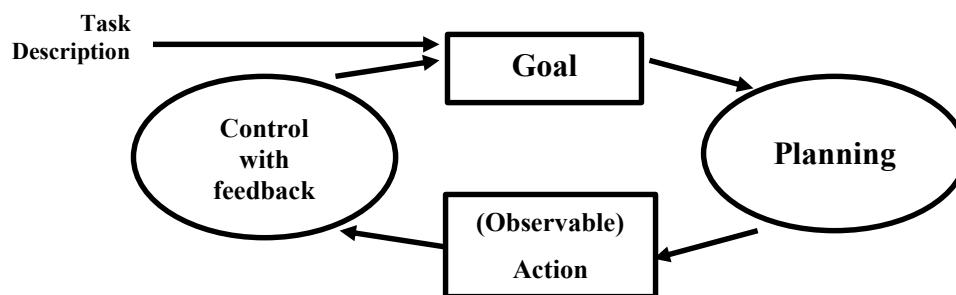 Task
Description
Goal
Control
with
feedback
Planning
(Observable)
Action